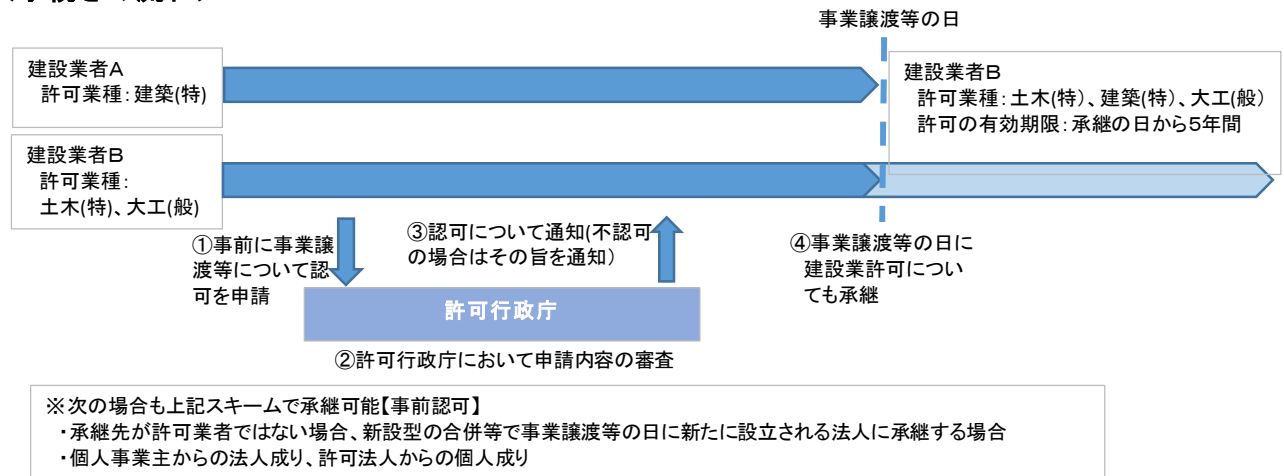 事業譲渡等の日
建設業者A
許可業種：建築(特)
建設業者B
許可業種：土木(特)、建築(特)、大工(般)
許可の有効期限：承継の日から5年間
建設業者B
許可業種：
土木(特)、大工(般)
①事前に事業譲
渡等について認
可を申請
③認可について通知(不認可
の場合はその旨を通知)
④事業譲渡等の日に
建設業許可につい
ても承継
許可行政庁
②許可行政庁において申請内容の審査
※次の場合も上記スキームで承継可能【事前認可】
・承継先が許可業者ではない場合、新設型の合併等で事業譲渡等の日に新たに設立される法人に承継する場合
・個人事業主からの法人成り、許可法人からの個人成り